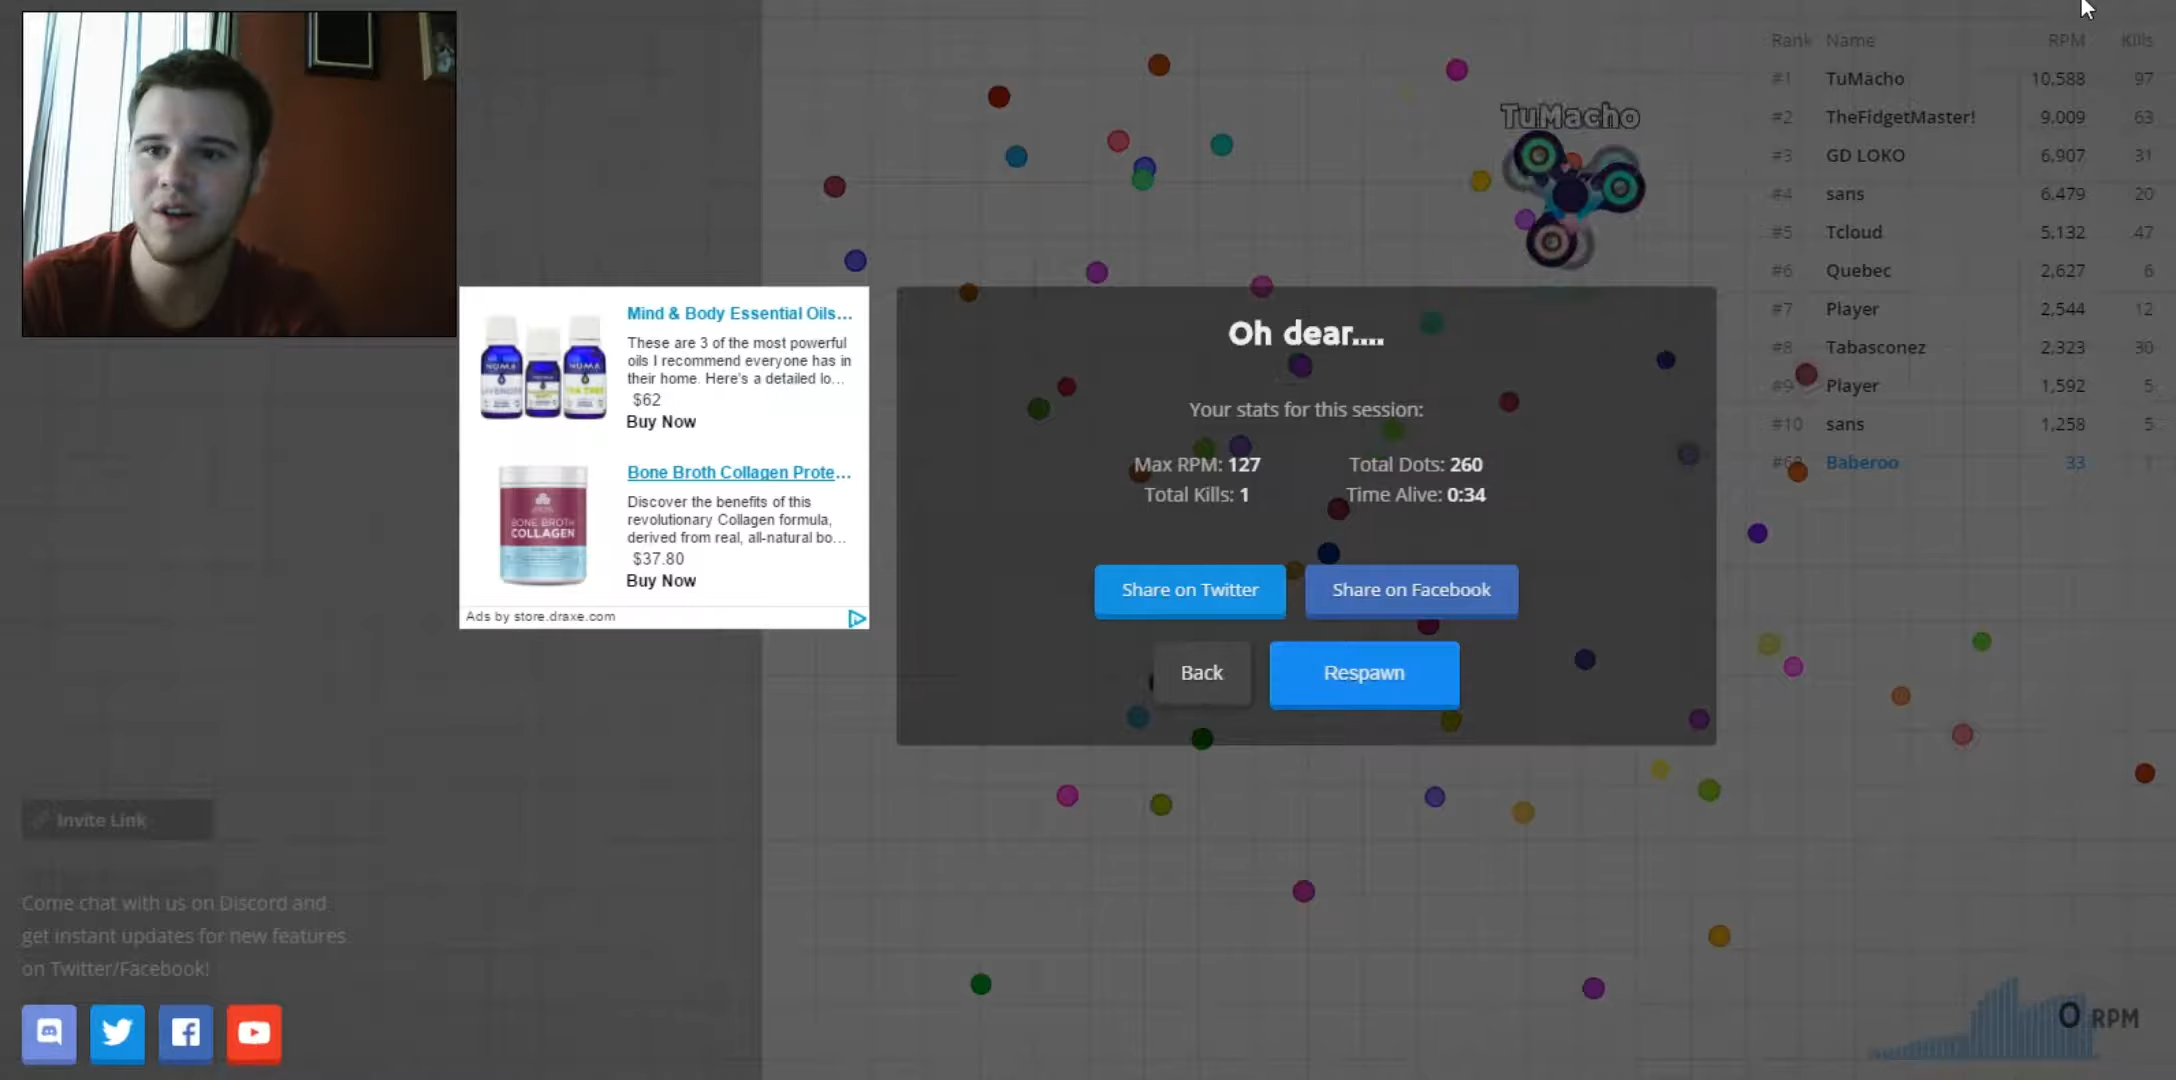 Rank Name RPM Kills
#1 TuMacho 10,588 97
#2 TheFidgetMaster! 9,009 63
#3 GD LOKO 6,907 31
#4 sans 6,479 20
#5 Tcloud 5,132 47
#6 Quebec 2,627 6
#7 Player 2,544 12
#8 Tabasconez 2,323 30
#9 Player 1,592 5
#10 sans 1,258 5
Baberoo 33 1
TuMacho
Mind & Body Essential Oils...
These are 3 of the most powerful
oils I recommend everyone has in
their home. Here's a detailed lo...
$62
Buy Now
Bone Broth Collagen Prote...
Discover the benefits of this
revolutionary Collagen formula,
derived from real, all-natural bo...
$37.80
Buy Now
Ads by store.draxe.com
BONE BROTH
COLLAGEN
Oh dear....
Your stats for this session:
Max RPM: 127 Total Dots: 260
Total Kills: 1 Time Alive: 0:34
Share on Twitter Share on Facebook
Back Respawn
Invite Link
Come chat with us on Discord and
get instant updates for new features
on Twitter/Facebook!
0 RPM